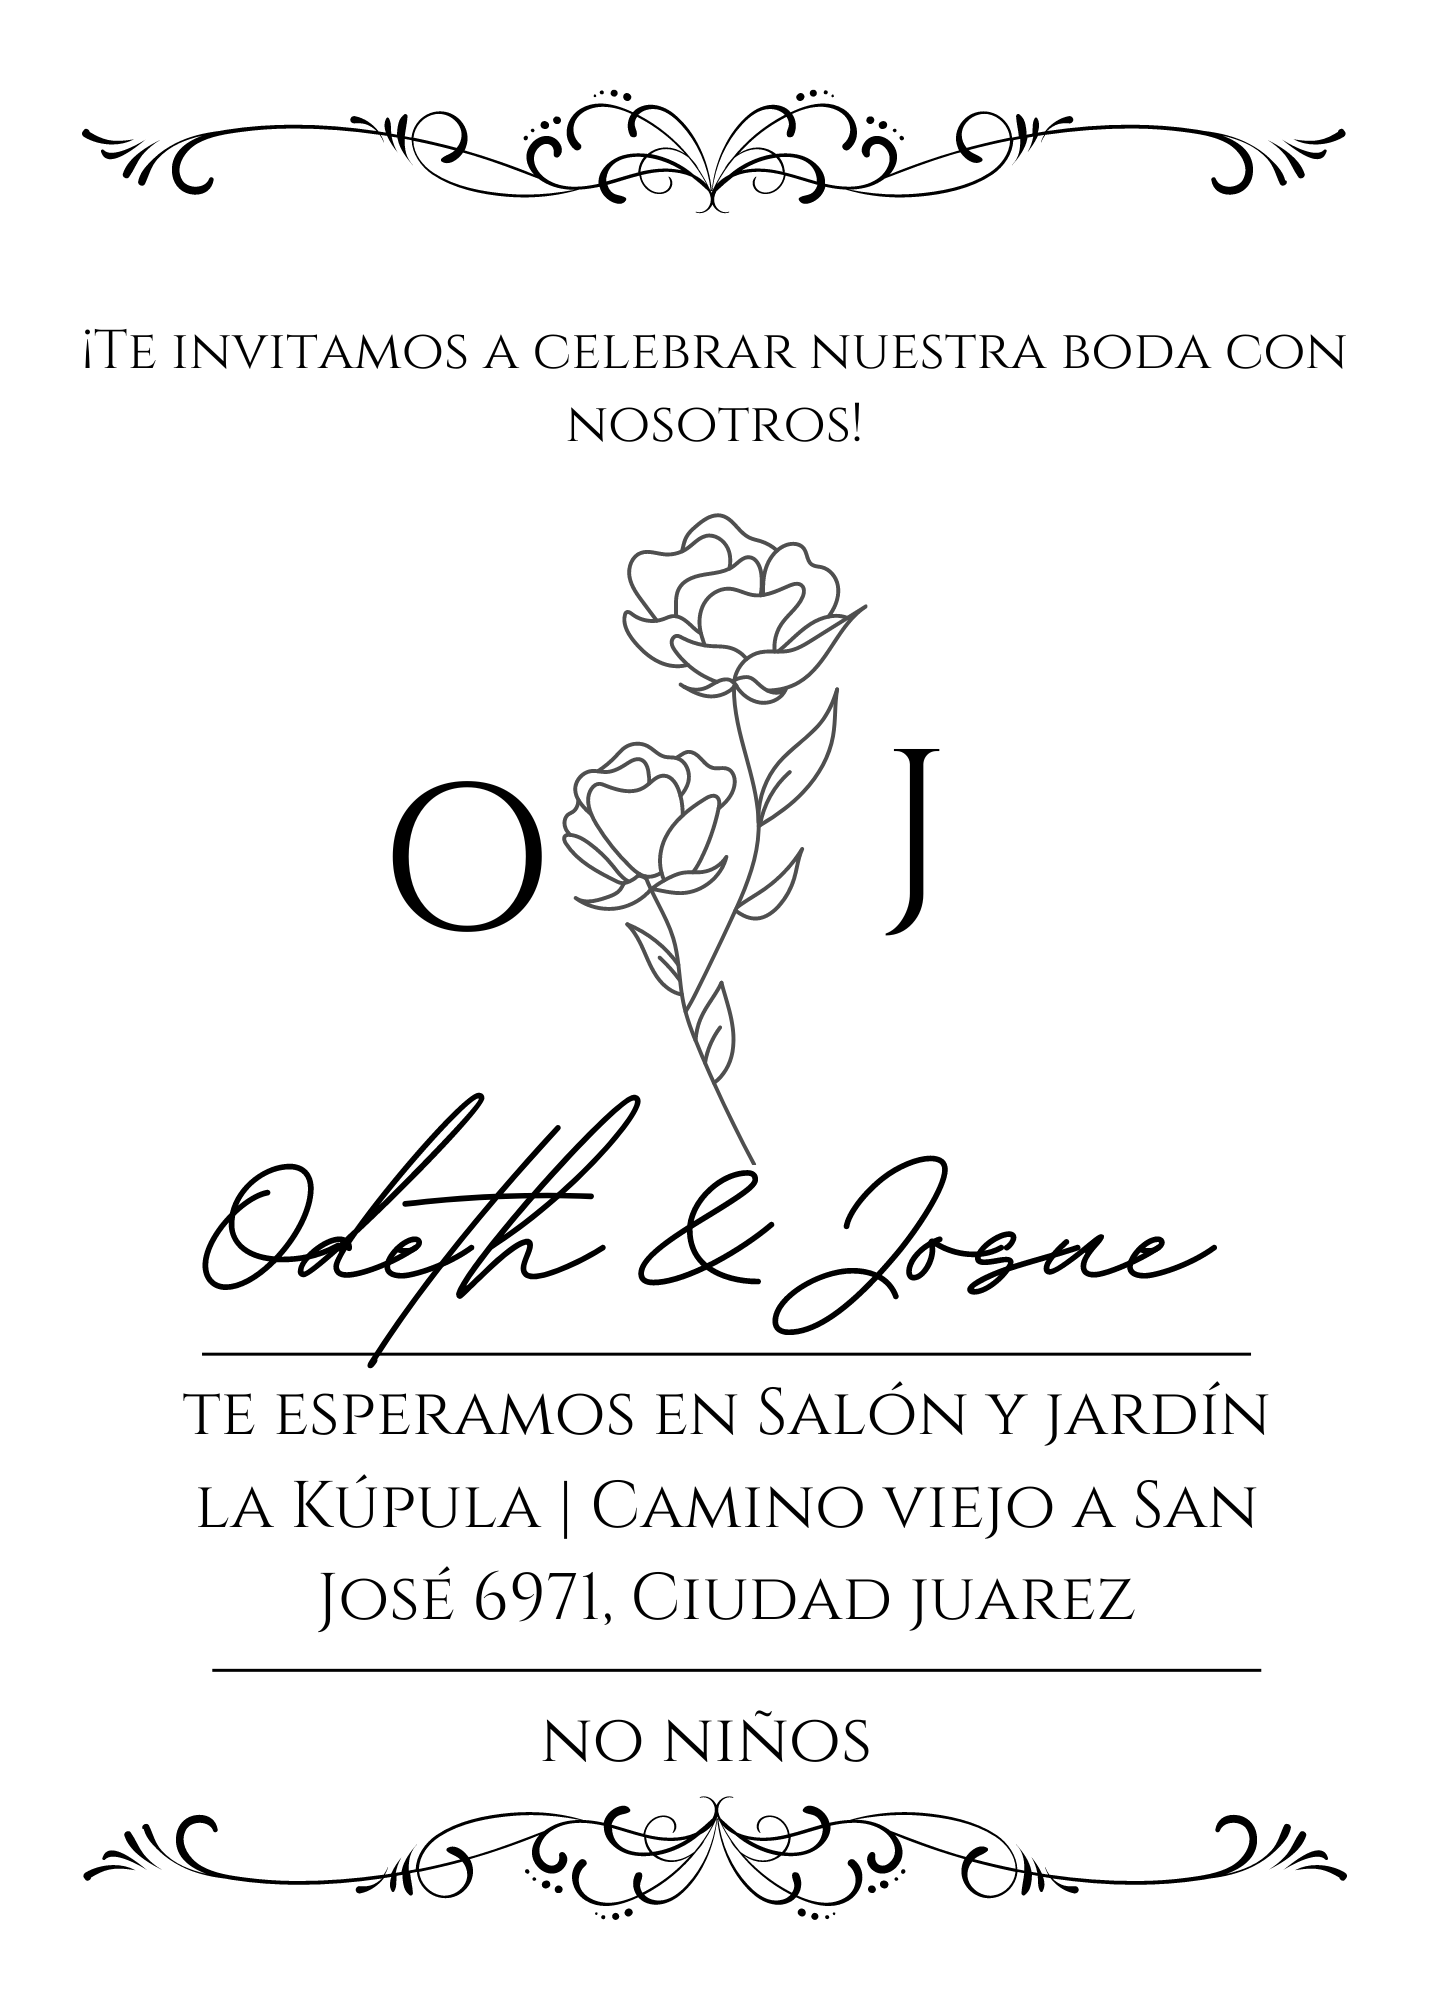 ¡Te invitamos a celebrar nuestra boda con
nosotros!
O J
Odeth & Josue
te esperamos en Salón y jardín
la Kúpula | Camino viejo a San
José 6971, Ciudad juarez
no niños